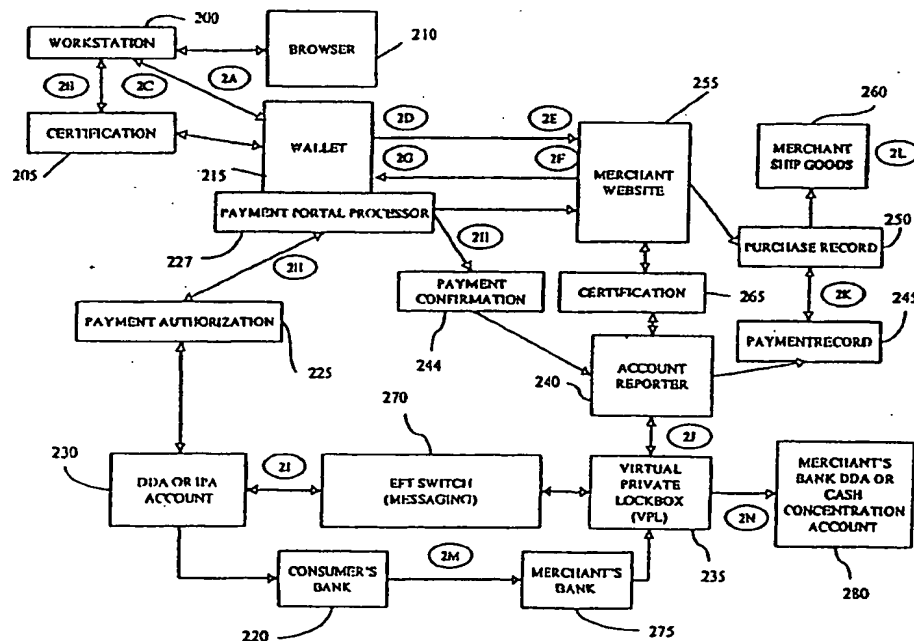 200
WORKSTATION
BROWSER
210
2B
2C
2A
CERTIFICATION
205
WALLET
215
2D
2E
2G
2F
255
MERCHANT
WEBSITE
260
MERCHANT
SHIP GOODS
2L
PAYMENT PORTAL PROCESSOR
227
2H
2H
PURCHASE RECORD
250
PAYMENT
CONFIRMATION
244
CERTIFICATION
265
2K
245
PAYMENT AUTHORIZATION
225
PAYMENTRECORD
ACCOUNT
REPORTER
240
270
2J
230
DDA OR IPA
ACCOUNT
2I
EFT SWITCH
(MESSAGING)
VIRTUAL
PRIVATE
LOCKBOX
(VPL)
235
2N
MERCHANT'S
BANK DDA OR
CASH
CONCENTRATION
ACCOUNT
280
CONSUMER'S
BANK
220
2M
MERCHANT'S
BANK
275